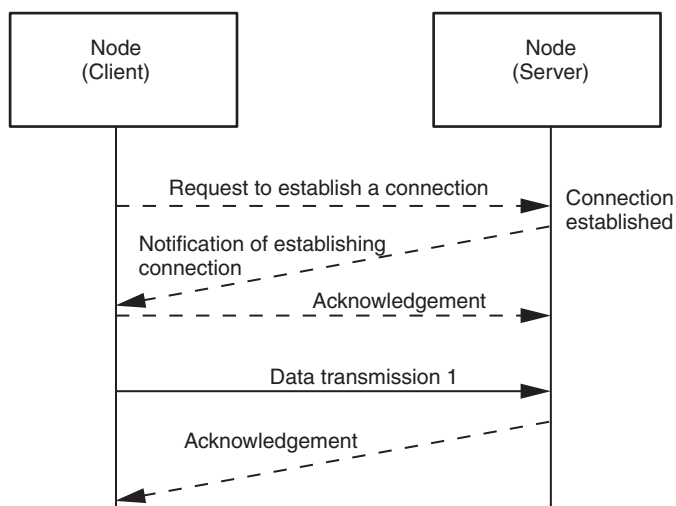 Node
(Client)
Node
(Server)
Request to establish a connection
Connection
established
Notification of establishing
connection
Acknowledgement
Data transmission 1
Acknowledgement